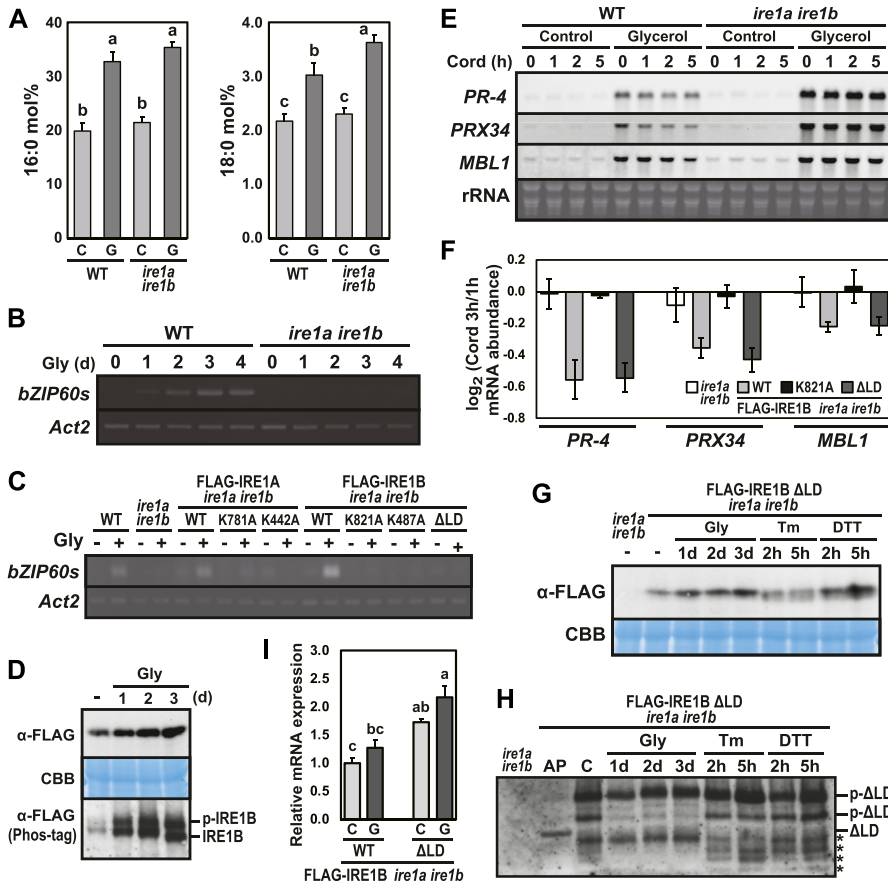 A
16:0 mol%
40
30
20
10
0
b
a
b
a
C G C G
WT
ire1a
ire1b
18:0 mol%
4.0
3.0
2.0
1.0
0.0
c
b
c
a
C G C G
WT
ire1a
ire1b
B
WT ire1a ire1b
Gly (d) 0 1 2 3 4 0 1 2 3 4
bZIP60s
Act2
C
FLAG-IRE1A
ire1a ire1b
FLAG-IRE1B
ire1a ire1b
WT
ire1a
ire1b
WT K781A K442A WT K821A K487A ΔLD
Gly - + - + - + - + - + - + - + - + - +
bZIP60s
Act2
D
Gly
- 1 2 3 (d)
α-FLAG
CBB
α-FLAG
(Phos-tag)
p-IRE1B
IRE1B
E
WT ire1a ire1b
Control Glycerol Control Glycerol
Cord (h) 0 1 2 5 0 1 2 5 0 1 2 5 0 1 2 5
PR-4
PRX34
MBL1
rRNA
F
log2 (Cord 3h/1h
mRNA abundance)
0.2
0.0
-0.2
-0.4
-0.6
-0.8
ire1a
ire1b
WT K821A ΔLD
FLAG-IRE1B ire1a ire1b
PR-4 PRX34 MBL1
G
FLAG-IRE1B ΔLD
ire1a ire1b
ire1a
ire1b
Gly Tm DTT
- - 1d 2d 3d 2h 5h 2h 5h
α-FLAG
CBB
H
FLAG-IRE1B ΔLD
ire1a ire1b
ire1a
ire1b
Gly Tm DTT
AP C 1d 2d 3d 2h 5h 2h 5h
p-ΔLD
p-ΔLD
ΔLD
*
*
*
*
I
Relative mRNA expression
3.0
2.5
2.0
1.5
1.0
0.5
0.0
c
bc
ab
a
C G C G
WT ΔLD
FLAG-IRE1B ire1a ire1b